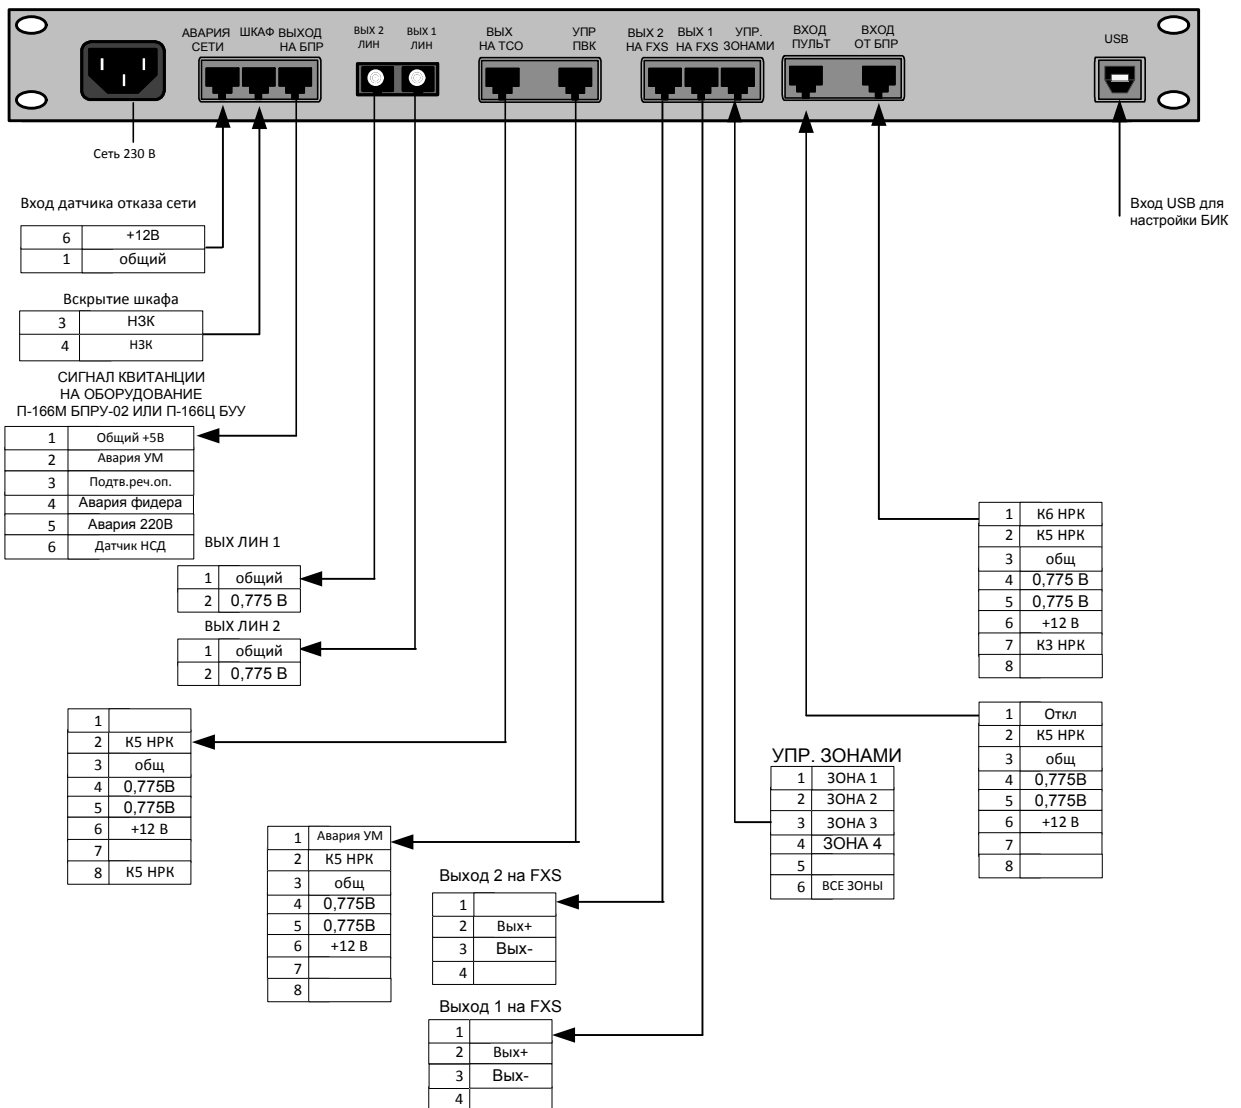 АВАРИЯ СЕТИ
ШКАФ
ВЫХОД НА БПР
ВЫХ 2 ЛИН
ВЫХ 1 ЛИН
ВЫХ НА ТСО
УПР ПВК
ВЫХ 2 НА FXS
ВЫХ 1 НА FXS
УПР. ЗОНАМИ
ВХОД ПУЛЬТ
ВХОД ОТ БПР
USB
Сеть 230 В
Вход датчика отказа сети
6 +12В
1 общий
Вскрытие шкафа
3 НЗК
4 НЗК
СИГНАЛ КВИТАНЦИИ
НА ОБОРУДОВАНИЕ
П-166М БПРУ-02 ИЛИ П-166Ц БУУ
1 Общий +5В
2 Авария УМ
3 Подтв.реч.оп.
4 Авария фидера
5 Авария 220В
6 Датчик НСД
ВЫХ ЛИН 1
1 общий
2 0,775 В
ВЫХ ЛИН 2
1 общий
2 0,775 В
1
2 К5 НРК
3 общ
4 0,775В
5 0,775В
6 +12 В
7
8 К5 НРК
1 Авария УМ
2 К5 НРК
3 общ
4 0,775В
5 0,775В
6 +12 В
7
8
Выход 2 на FXS
1
2 Вых+
3 Вых-
4
Выход 1 на FXS
1
2 Вых+
3 Вых-
4
УПР. ЗОНАМИ
1 ЗОНА 1
2 ЗОНА 2
3 ЗОНА 3
4 ЗОНА 4
5
6 ВСЕ ЗОНЫ
Вход USB для
настройки БИК
1 К6 НРК
2 К5 НРК
3 общ
4 0,775 В
5 0,775 В
6 +12 В
7 К3 НРК
8
1 Откл
2 К5 НРК
3 общ
4 0,775В
5 0,775В
6 +12 В
7
8